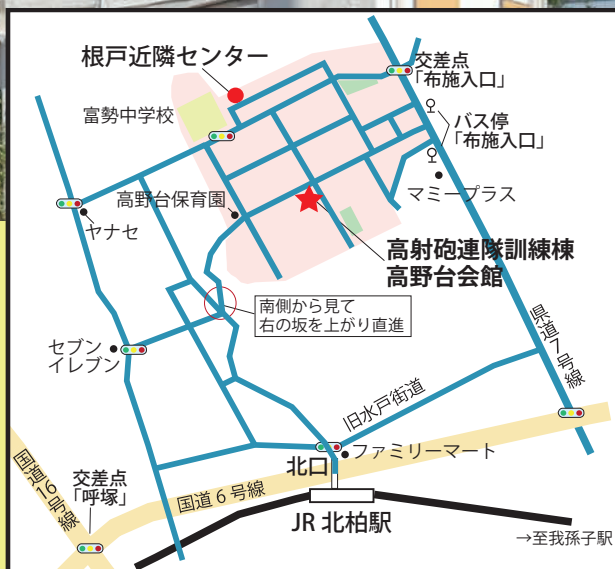 根戸近隣センター
交差点
「布施入口」
富勢中学校
バス停
「布施入口」
高野台保育園
マミープラス
ヤナセ
高射砲連隊訓練棟
高野台会館
南側から見て
右の坂を上がり直進
セブン
イレブン
県道7号線
旧水戸街道
北口
ファミリーマート
国道16号線
交差点
「呼塚」
国道6号線
JR 北柏駅
→至我孫子駅